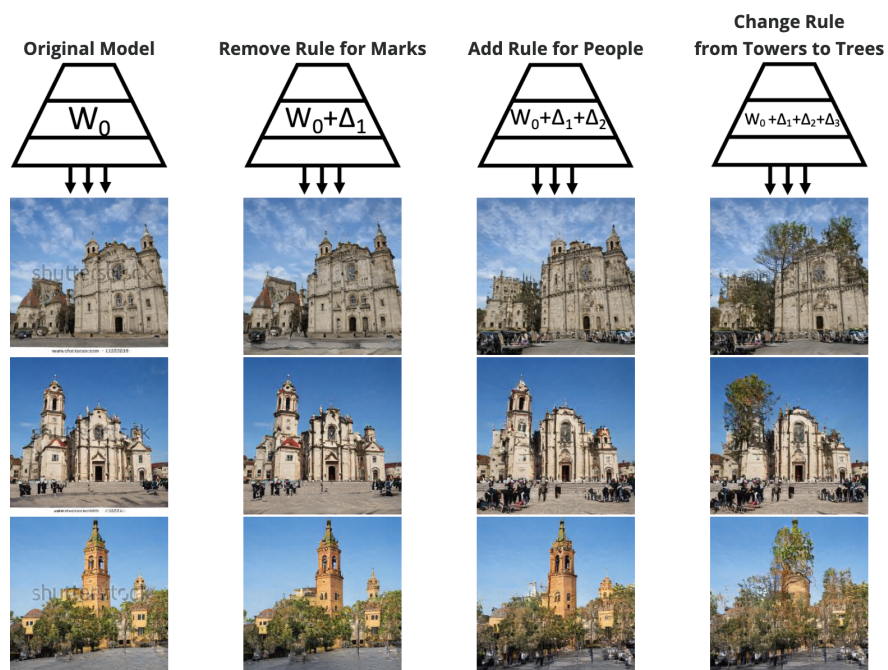 Original Model
Remove Rule for Marks
Add Rule for People
Change Rule
from Towers to Trees
W₀
W₀+Δ₁
W₀+Δ₁+Δ₂
W₀+Δ₁+Δ₂+Δ₃
shutterstock
shutterstock